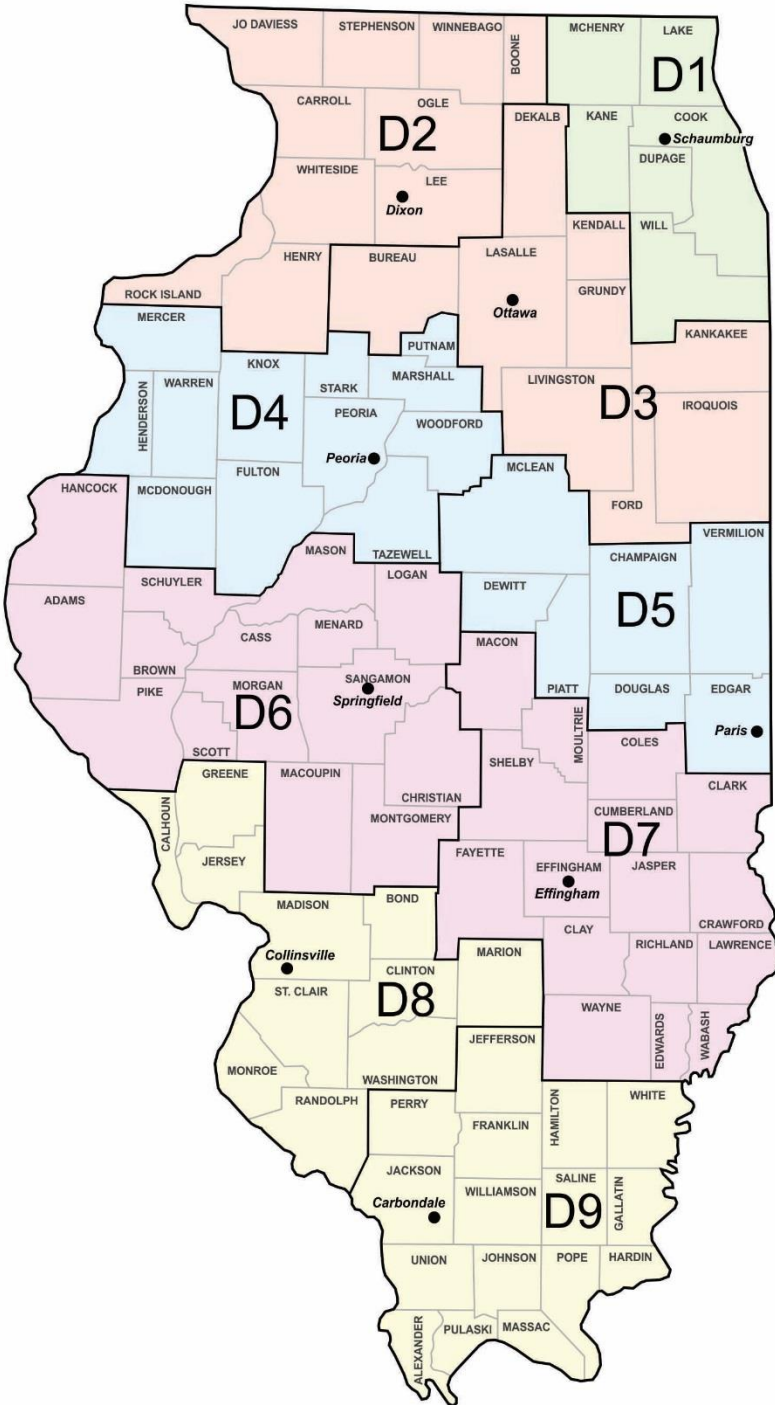 JO DAVIESS
STEPHENSON
WINNEBAGO
BOONE
MCHENRY
LAKE
D1
CARROLL
OGLE
D2
DEKALB
KANE
COOK
Schaumburg
DUPAGE
WHITESIDE
LEE
Dixon
KENDALL
WILL
HENRY
BUREAU
LASALLE
Ottawa
GRUNDY
ROCK ISLAND
MERCER
PUTNAM
KANKAKEE
KNOX
STARK
MARSHALL
LIVINGSTON
D3
HENDERSON
WARREN
D4
PEORIA
Peoria
WOODFORD
IROQUOIS
FULTON
MCLEAN
HANCOCK
MCDONOUGH
FORD
TAZEWELL
VERMILION
MASON
CHAMPAIGN
SCHUYLER
LOGAN
DEWITT
ADAMS
D5
CASS
MENARD
MACON
BROWN
PIKE
MORGAN
D6
SANGAMON
Springfield
PIATT
DOUGLAS
EDGAR
Paris
SCOTT
MOULTRIE
COLES
GREENE
MACOUPIN
SHELBY
CHRISTIAN
CLARK
CALHOUN
MONTGOMERY
CUMBERLAND
D7
JERSEY
FAYETTE
EFFINGHAM
Effingham
JASPER
MADISON
BOND
CRAWFORD
CLAY
RICHLAND
LAWRENCE
Collinsville
MARION
CLINTON
D8
ST. CLAIR
WAYNE
EDWARDS
WABASH
JEFFERSON
MONROE
WASHINGTON
RANDOLPH
PERRY
HAMILTON
WHITE
FRANKLIN
JACKSON
Carbondale
WILLIAMSON
SALINE
D9
GALLATIN
UNION
JOHNSON
POPE
HARDIN
ALEXANDER
PULASKI
MASSAC